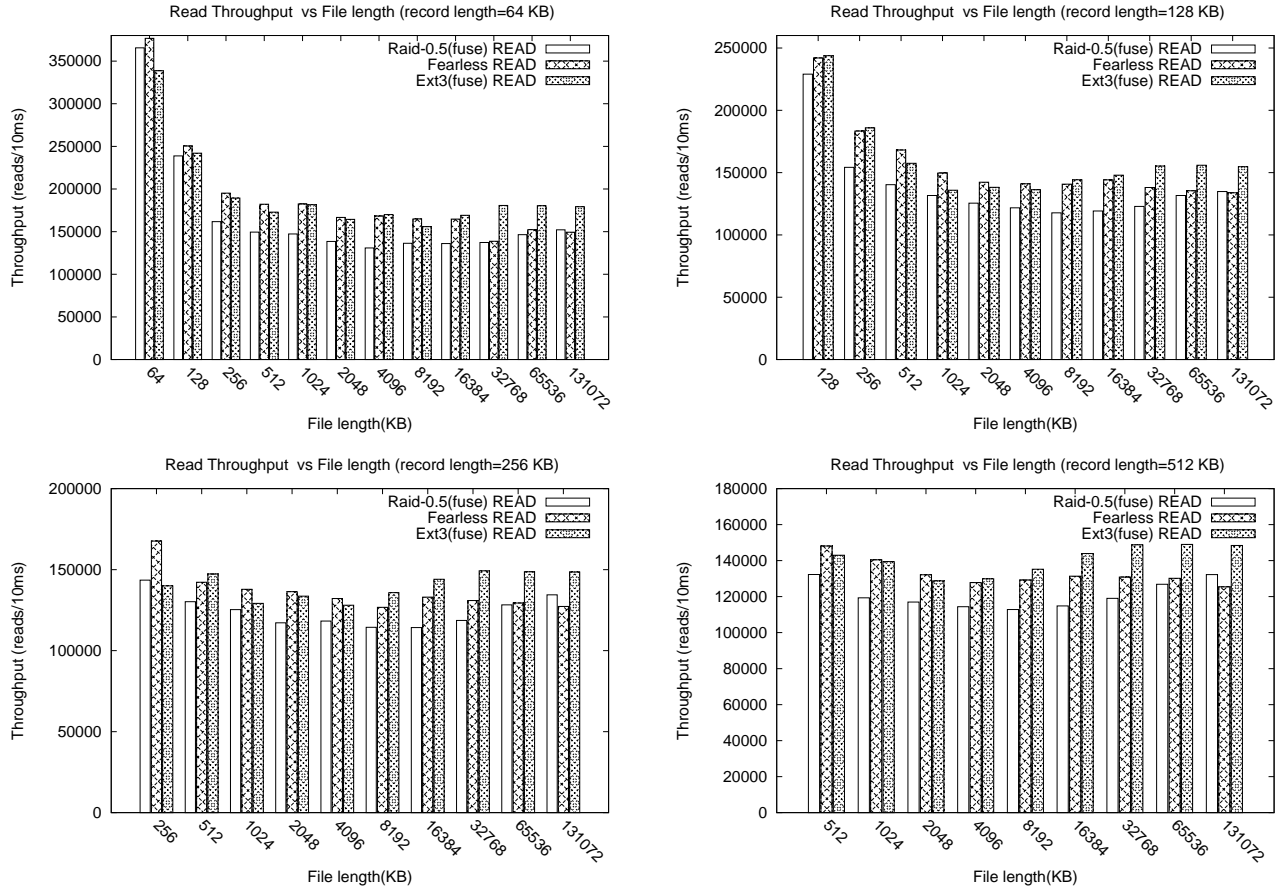 Read Throughput  vs File length (record length=64 KB)
Throughput (reads/10ms)
350000
300000
250000
200000
150000
100000
50000
0
Raid-0.5(fuse) READ
Fearless READ
Ext3(fuse) READ
64 128 256 512 1024 2048 4096 8192 16384 32768 65536 131072
File length(KB)
Read Throughput  vs File length (record length=128 KB)
Throughput (reads/10ms)
250000
200000
150000
100000
50000
0
Raid-0.5(fuse) READ
Fearless READ
Ext3(fuse) READ
128 256 512 1024 2048 4096 8192 16384 32768 65536 131072
File length(KB)
Read Throughput  vs File length (record length=256 KB)
Throughput (reads/10ms)
200000
150000
100000
50000
0
Raid-0.5(fuse) READ
Fearless READ
Ext3(fuse) READ
256 512 1024 2048 4096 8192 16384 32768 65536 131072
File length(KB)
Read Throughput  vs File length (record length=512 KB)
Throughput (reads/10ms)
180000
160000
140000
120000
100000
80000
60000
40000
20000
0
Raid-0.5(fuse) READ
Fearless READ
Ext3(fuse) READ
512 1024 2048 4096 8192 16384 32768 65536 131072
File length(KB)